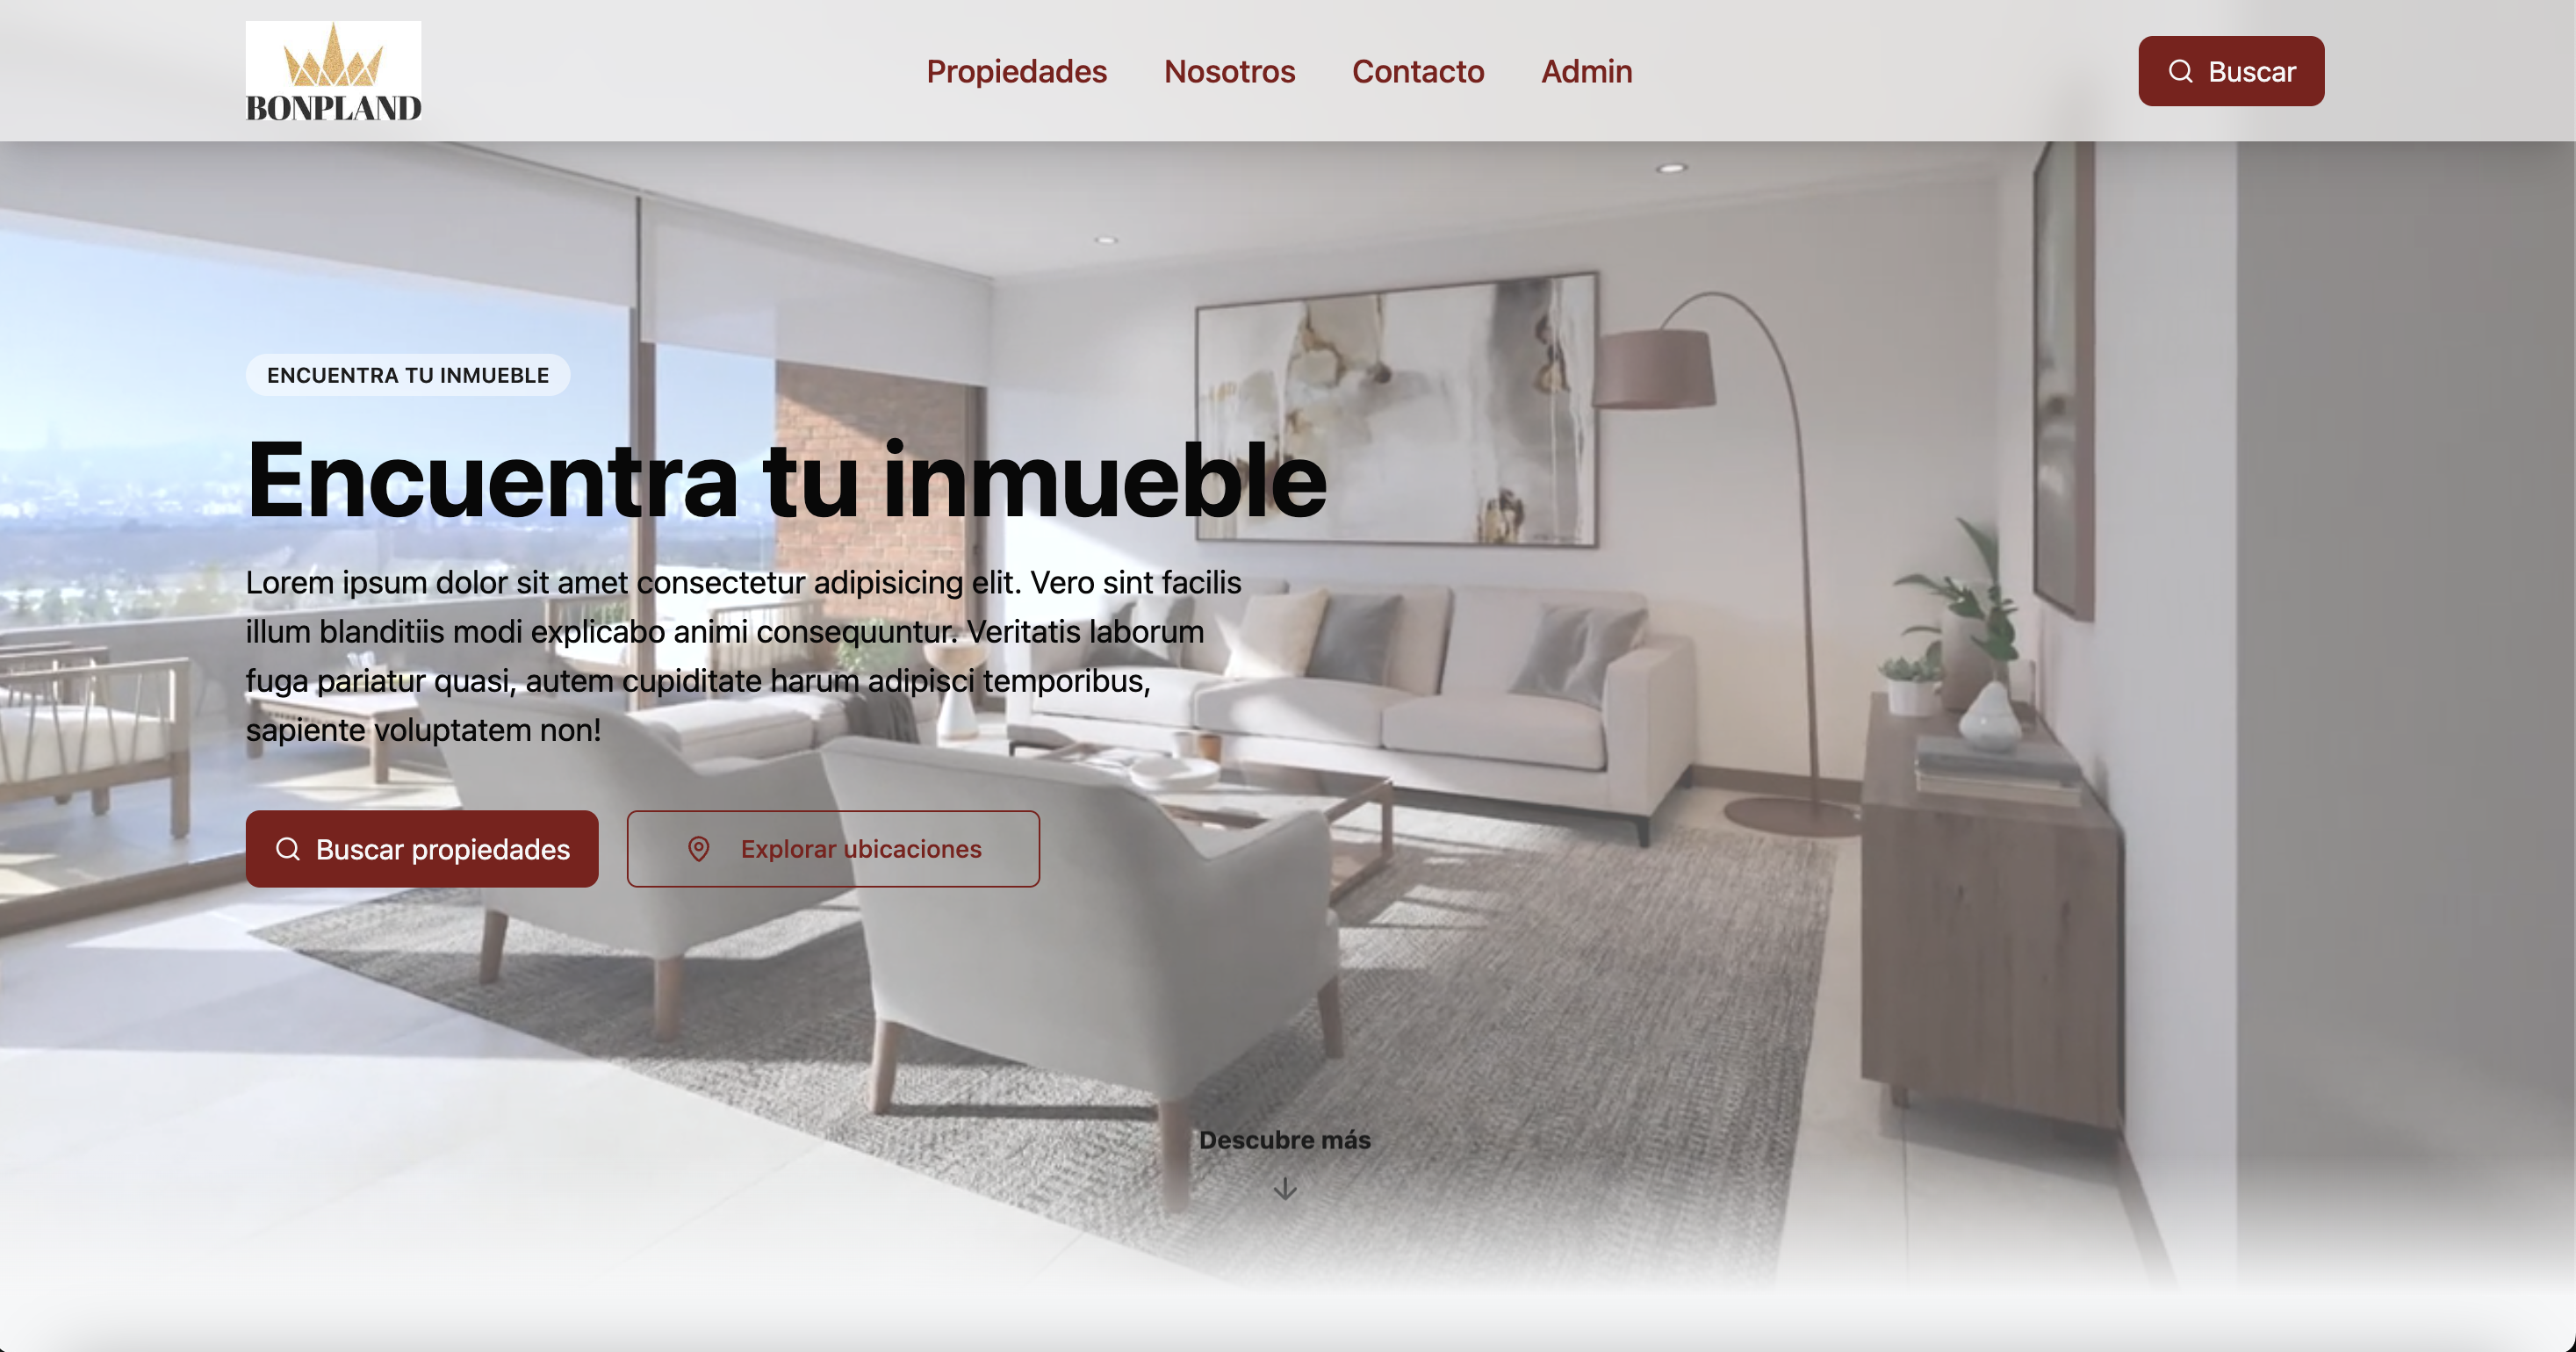 BONPLAND
Propiedades
Nosotros
Contacto
Admin
Buscar
ENCUENTRA TU INMUEBLE
Encuentra tu inmueble
Lorem ipsum dolor sit amet consectetur adipisicing elit. Vero sint facilis
illum blanditiis modi explicabo animi consequuntur. Veritatis laborum
fuga pariatur quasi, autem cupiditate harum adipisci temporibus,
sapiente voluptatem non!
Buscar propiedades
Explorar ubicaciones
Descubre más